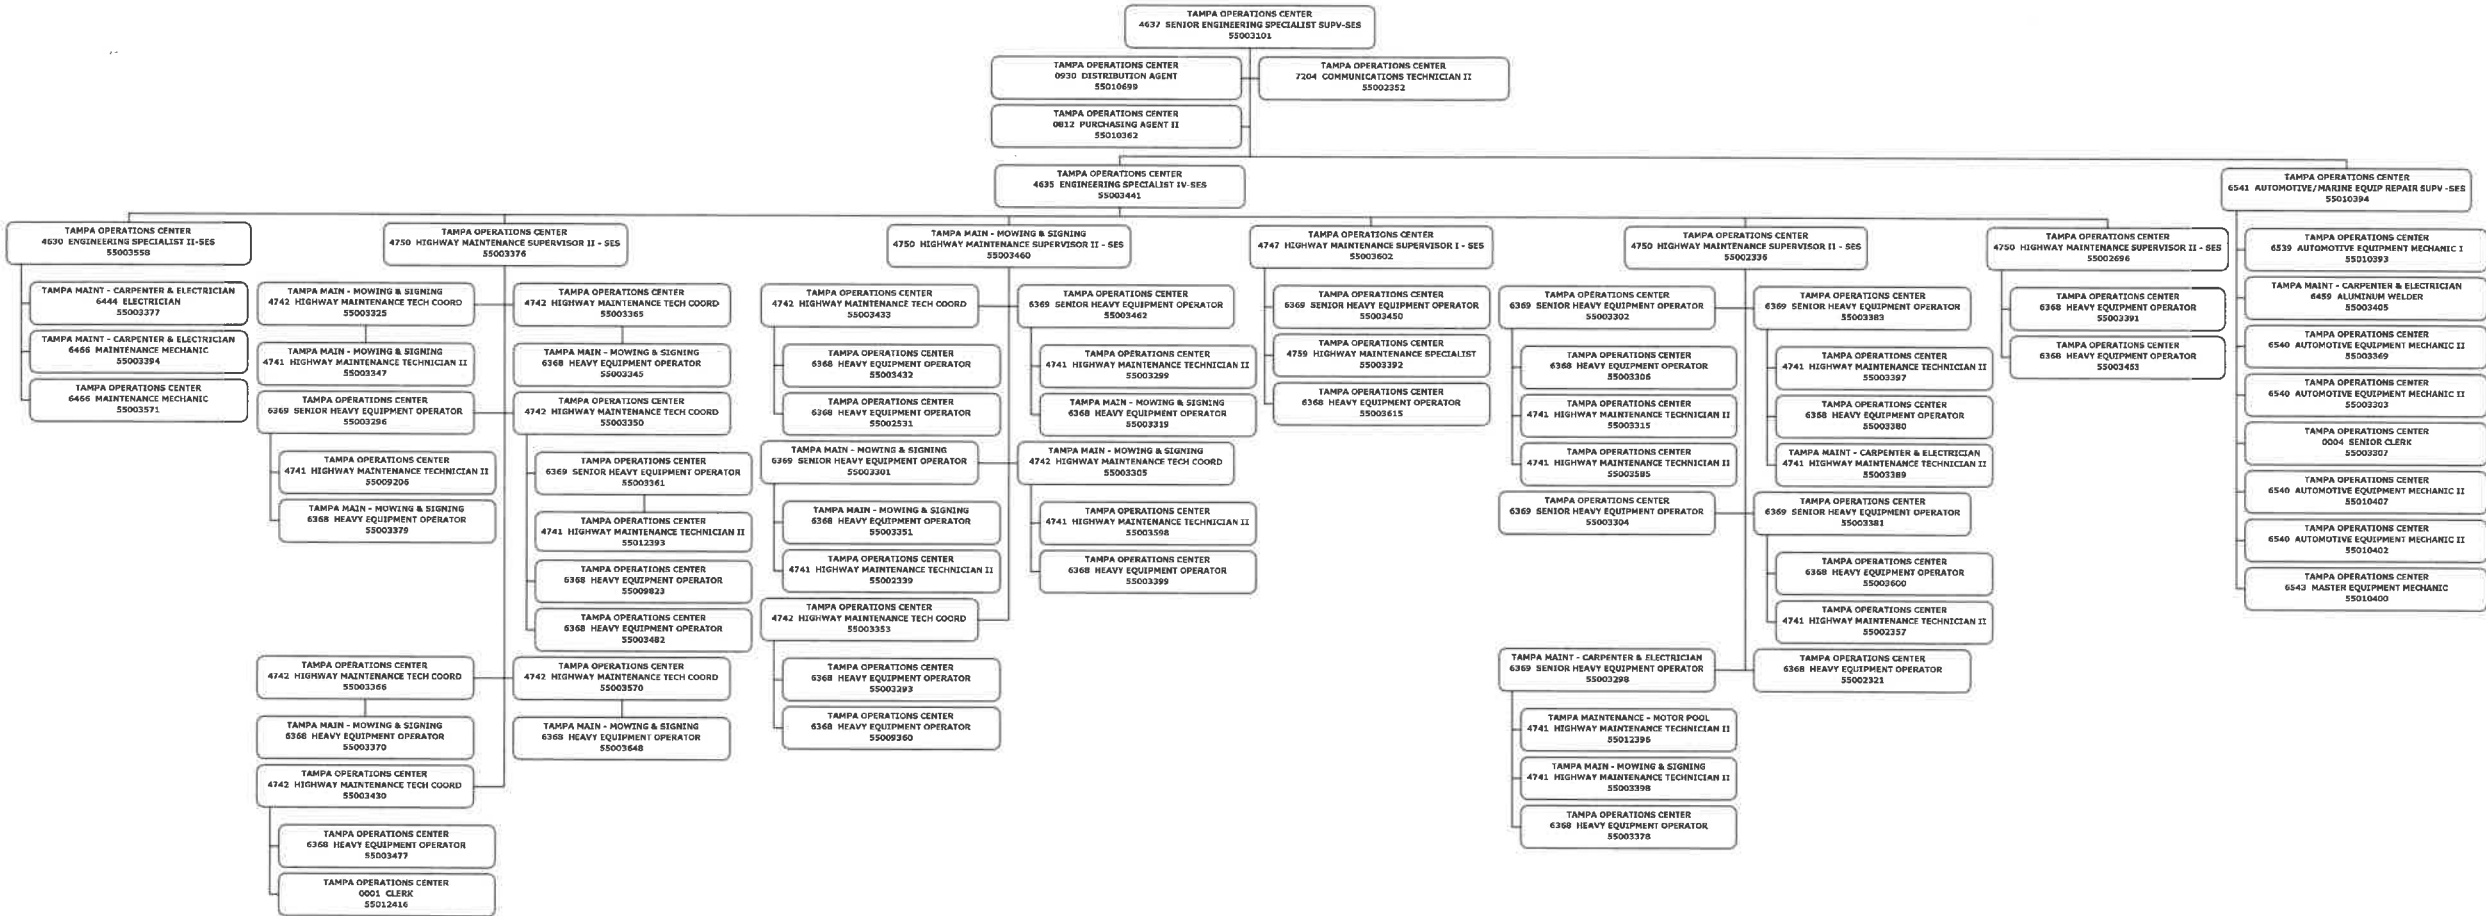 TAMPA OPERATIONS CENTER
4637 SENIOR ENGINEERING SPECIALIST SUPV-SES
55003101
TAMPA OPERATIONS CENTER
0930 DISTRIBUTION AGENT
55010699
TAMPA OPERATIONS CENTER
7204 COMMUNICATIONS TECHNICIAN II
55002352
TAMPA OPERATIONS CENTER
0812 PURCHASING AGENT II
55010362
TAMPA OPERATIONS CENTER
4635 ENGINEERING SPECIALIST IV-SES
55003441
TAMPA OPERATIONS CENTER
4630 ENGINEERING SPECIALIST II-SES
55003558
TAMPA MAINT - CARPENTER & ELECTRICIAN
6444 ELECTRICIAN
55003377
TAMPA MAINT - CARPENTER & ELECTRICIAN
6466 MAINTENANCE MECHANIC
55003394
TAMPA OPERATIONS CENTER
6466 MAINTENANCE MECHANIC
55003571
TAMPA OPERATIONS CENTER
4750 HIGHWAY MAINTENANCE SUPERVISOR II - SES
55003376
TAMPA MAIN - MOWING & SIGNING
4742 HIGHWAY MAINTENANCE TECH COORD
55003325
TAMPA MAIN - MOWING & SIGNING
4741 HIGHWAY MAINTENANCE TECHNICIAN II
55003347
TAMPA OPERATIONS CENTER
4742 HIGHWAY MAINTENANCE TECH COORD
55003365
TAMPA MAIN - MOWING & SIGNING
6368 HEAVY EQUIPMENT OPERATOR
55003345
TAMPA OPERATIONS CENTER
6369 SENIOR HEAVY EQUIPMENT OPERATOR
55003296
TAMPA OPERATIONS CENTER
4741 HIGHWAY MAINTENANCE TECHNICIAN II
55009206
TAMPA MAIN - MOWING & SIGNING
6368 HEAVY EQUIPMENT OPERATOR
55003379
TAMPA OPERATIONS CENTER
4742 HIGHWAY MAINTENANCE TECH COORD
55003350
TAMPA OPERATIONS CENTER
6369 SENIOR HEAVY EQUIPMENT OPERATOR
55003361
TAMPA OPERATIONS CENTER
4741 HIGHWAY MAINTENANCE TECHNICIAN II
55012393
TAMPA OPERATIONS CENTER
6368 HEAVY EQUIPMENT OPERATOR
55009823
TAMPA OPERATIONS CENTER
6368 HEAVY EQUIPMENT OPERATOR
55003482
TAMPA OPERATIONS CENTER
4742 HIGHWAY MAINTENANCE TECH COORD
55003366
TAMPA MAIN - MOWING & SIGNING
6368 HEAVY EQUIPMENT OPERATOR
55003370
TAMPA OPERATIONS CENTER
4742 HIGHWAY MAINTENANCE TECH COORD
55003570
TAMPA MAIN - MOWING & SIGNING
6368 HEAVY EQUIPMENT OPERATOR
55003648
TAMPA OPERATIONS CENTER
4742 HIGHWAY MAINTENANCE TECH COORD
55003430
TAMPA OPERATIONS CENTER
6368 HEAVY EQUIPMENT OPERATOR
55003477
TAMPA OPERATIONS CENTER
0001 CLERK
55012416
TAMPA MAIN - MOWING & SIGNING
4750 HIGHWAY MAINTENANCE SUPERVISOR II - SES
55003460
TAMPA OPERATIONS CENTER
4742 HIGHWAY MAINTENANCE TECH COORD
55003433
TAMPA OPERATIONS CENTER
6368 HEAVY EQUIPMENT OPERATOR
55003432
TAMPA OPERATIONS CENTER
6368 HEAVY EQUIPMENT OPERATOR
55002531
TAMPA OPERATIONS CENTER
6369 SENIOR HEAVY EQUIPMENT OPERATOR
55003462
TAMPA OPERATIONS CENTER
4741 HIGHWAY MAINTENANCE TECHNICIAN II
55003299
TAMPA MAIN - MOWING & SIGNING
6368 HEAVY EQUIPMENT OPERATOR
55003319
TAMPA MAIN - MOWING & SIGNING
6369 SENIOR HEAVY EQUIPMENT OPERATOR
55003301
TAMPA MAIN - MOWING & SIGNING
6368 HEAVY EQUIPMENT OPERATOR
55003351
TAMPA OPERATIONS CENTER
4741 HIGHWAY MAINTENANCE TECHNICIAN II
55002339
TAMPA MAIN - MOWING & SIGNING
4742 HIGHWAY MAINTENANCE TECH COORD
55003305
TAMPA OPERATIONS CENTER
4741 HIGHWAY MAINTENANCE TECHNICIAN II
55003598
TAMPA OPERATIONS CENTER
6368 HEAVY EQUIPMENT OPERATOR
55003399
TAMPA OPERATIONS CENTER
4742 HIGHWAY MAINTENANCE TECH COORD
55003353
TAMPA OPERATIONS CENTER
6368 HEAVY EQUIPMENT OPERATOR
55003293
TAMPA OPERATIONS CENTER
6368 HEAVY EQUIPMENT OPERATOR
55009360
TAMPA OPERATIONS CENTER
4747 HIGHWAY MAINTENANCE SUPERVISOR I - SES
55003602
TAMPA OPERATIONS CENTER
6369 SENIOR HEAVY EQUIPMENT OPERATOR
55003450
TAMPA OPERATIONS CENTER
4759 HIGHWAY MAINTENANCE SPECIALIST
55003392
TAMPA OPERATIONS CENTER
6368 HEAVY EQUIPMENT OPERATOR
55003615
TAMPA OPERATIONS CENTER
4750 HIGHWAY MAINTENANCE SUPERVISOR II - SES
55002336
TAMPA OPERATIONS CENTER
6369 SENIOR HEAVY EQUIPMENT OPERATOR
55003302
TAMPA OPERATIONS CENTER
6368 HEAVY EQUIPMENT OPERATOR
55003306
TAMPA OPERATIONS CENTER
4741 HIGHWAY MAINTENANCE TECHNICIAN II
55003315
TAMPA OPERATIONS CENTER
4741 HIGHWAY MAINTENANCE TECHNICIAN II
55003585
TAMPA OPERATIONS CENTER
6369 SENIOR HEAVY EQUIPMENT OPERATOR
55003383
TAMPA OPERATIONS CENTER
4741 HIGHWAY MAINTENANCE TECHNICIAN II
55003397
TAMPA OPERATIONS CENTER
6368 HEAVY EQUIPMENT OPERATOR
55003380
TAMPA MAINT - CARPENTER & ELECTRICIAN
4741 HIGHWAY MAINTENANCE TECHNICIAN II
55003389
TAMPA OPERATIONS CENTER
6369 SENIOR HEAVY EQUIPMENT OPERATOR
55003304
TAMPA OPERATIONS CENTER
6369 SENIOR HEAVY EQUIPMENT OPERATOR
55003381
TAMPA OPERATIONS CENTER
6368 HEAVY EQUIPMENT OPERATOR
55003600
TAMPA OPERATIONS CENTER
4741 HIGHWAY MAINTENANCE TECHNICIAN II
55002357
TAMPA MAINT - CARPENTER & ELECTRICIAN
6369 SENIOR HEAVY EQUIPMENT OPERATOR
55003298
TAMPA MAINTENANCE - MOTOR POOL
4741 HIGHWAY MAINTENANCE TECHNICIAN II
55012396
TAMPA MAIN - MOWING & SIGNING
4741 HIGHWAY MAINTENANCE TECHNICIAN II
55003398
TAMPA OPERATIONS CENTER
6368 HEAVY EQUIPMENT OPERATOR
55003378
TAMPA OPERATIONS CENTER
6368 HEAVY EQUIPMENT OPERATOR
55002321
TAMPA OPERATIONS CENTER
4750 HIGHWAY MAINTENANCE SUPERVISOR II - SES
55002696
TAMPA OPERATIONS CENTER
6368 HEAVY EQUIPMENT OPERATOR
55003391
TAMPA OPERATIONS CENTER
6368 HEAVY EQUIPMENT OPERATOR
55003453
TAMPA OPERATIONS CENTER
6541 AUTOMOTIVE/MARINE EQUIP REPAIR SUPV -SES
55010394
TAMPA OPERATIONS CENTER
6539 AUTOMOTIVE EQUIPMENT MECHANIC I
55010393
TAMPA MAINT - CARPENTER & ELECTRICIAN
6459 ALUMINUM WELDER
55003405
TAMPA OPERATIONS CENTER
6540 AUTOMOTIVE EQUIPMENT MECHANIC II
55003369
TAMPA OPERATIONS CENTER
6540 AUTOMOTIVE EQUIPMENT MECHANIC II
55003303
TAMPA OPERATIONS CENTER
0004 SENIOR CLERK
55003307
TAMPA OPERATIONS CENTER
6540 AUTOMOTIVE EQUIPMENT MECHANIC II
55010407
TAMPA OPERATIONS CENTER
6540 AUTOMOTIVE EQUIPMENT MECHANIC II
55010402
TAMPA OPERATIONS CENTER
6543 MASTER EQUIPMENT MECHANIC
55010400